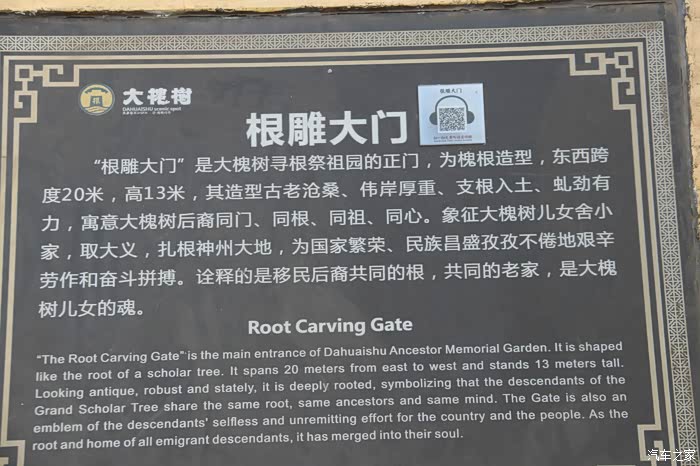 大槐树
DAHUAISHU scenic spot
根雕大门
根雕大门
“根雕大门”是大槐树寻根祭祖园的正门，为槐根造型，东西跨
度20米，高13米，其造型古老沧桑、伟岸厚重、支根入土、虬劲有
力，寓意大槐树后裔同门、同根、同祖、同心。象征大槐树儿女舍小
家，取大义，扎根神州大地，为国家繁荣、民族昌盛孜孜不倦地艰辛
劳作和奋斗拼搏。诠释的是移民后裔共同的根，共同的老家，是大槐
树儿女的魂。
Root Carving Gate
“The Root Carving Gate” is the main entrance of Dahuaishu Ancestor Memorial Garden. It is shaped
like the root of a scholar tree. It spans 20 meters from east to west and stands 13 meters tall.
Looking antique, robust and stately, it is deeply rooted, symbolizing that the descendants of the
Grand Scholar Tree share the same root, same ancestors and same mind. The Gate is also an
emblem of the descendants' selfless and unremitting effort for the country and the people. As the
root and home of all emigrant descendants, it has merged into their soul.
汽车之家